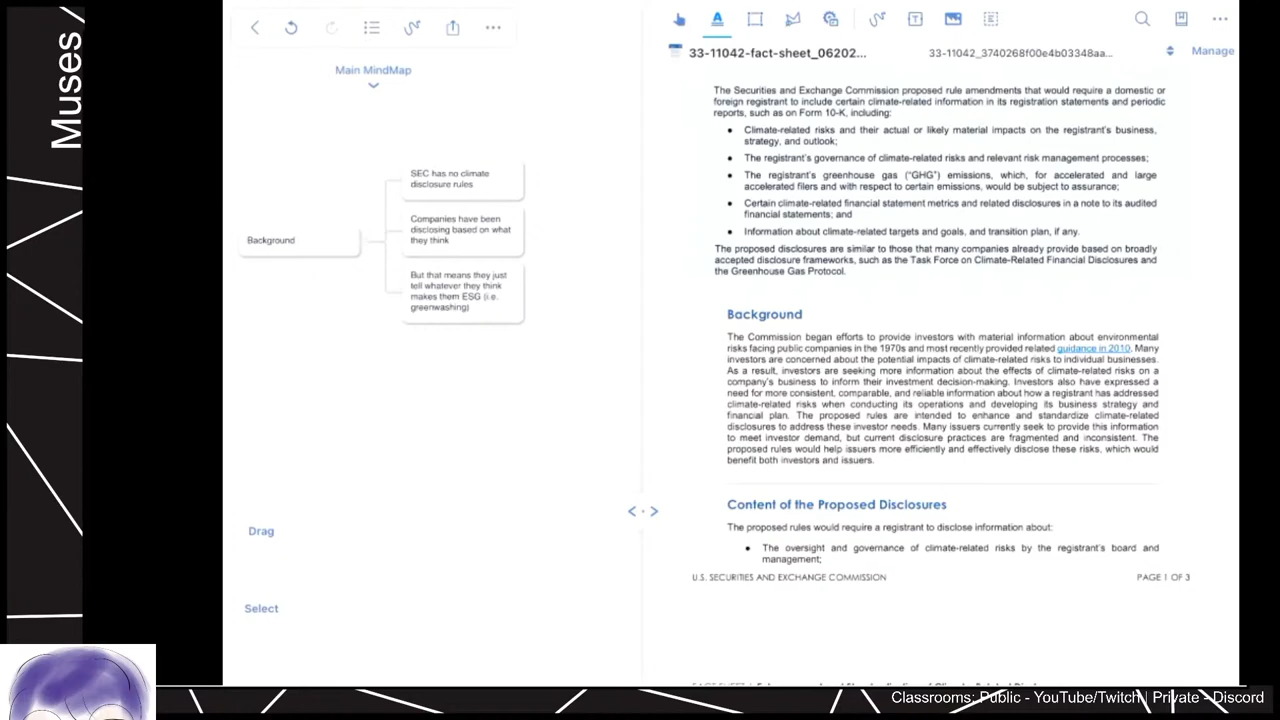 Muses
Main MindMap
SEC has no climate
disclosure rules
Background
Companies have been
disclosing based on what
they think
But that means they just
tell whatever they think
makes them ESG (i.e.
greenwashing)
Drag
Select
33-11042-fact-sheet_06202...
33-11042_3740268f00e4b03348aa...
Manage
The Securities and Exchange Commission proposed rule amendments that would require a domestic or
foreign registrant to include certain climate-related information in its registration statements and periodic
reports, such as on Form 10-K, including:
• Climate-related risks and their actual or likely material impacts on the registrant's business,
strategy, and outlook;
• The registrant's governance of climate-related risks and relevant risk management processes;
• The registrant's greenhouse gas ("GHG") emissions, which, for accelerated and large
accelerated filers and with respect to certain emissions, would be subject to assurance;
• Certain climate-related financial statement metrics and related disclosures in a note to its audited
financial statements; and
• Information about climate-related targets and goals, and transition plan, if any.
The proposed disclosures are similar to those that many companies already provide based on broadly
accepted disclosure frameworks, such as the Task Force on Climate-Related Financial Disclosures and
the Greenhouse Gas Protocol.
Background
The Commission began efforts to provide investors with material information about environmental
risks facing public companies in the 1970s and most recently provided related guidance in 2010. Many
investors are concerned about the potential impacts of climate-related risks to individual businesses.
As a result, investors are seeking more information about the effects of climate-related risks on a
company's business to inform their investment decision-making. Investors also have expressed a
need for more consistent, comparable, and reliable information about how a registrant has addressed
climate-related risks when conducting its operations and developing its business strategy and
financial plan. The proposed rules are intended to enhance and standardize climate-related
disclosures to address these investor needs. Many issuers currently seek to provide this information
to meet investor demand, but current disclosure practices are fragmented and inconsistent. The
proposed rules would help issuers more efficiently and effectively disclose these risks, which would
benefit both investors and issuers.
Content of the Proposed Disclosures
The proposed rules would require a registrant to disclose information about:
• The oversight and governance of climate-related risks by the registrant's board and
management;
U.S. SECURITIES AND EXCHANGE COMMISSION
PAGE 1 OF 3
Classrooms: Public - YouTube/Twitch | Private - Discord